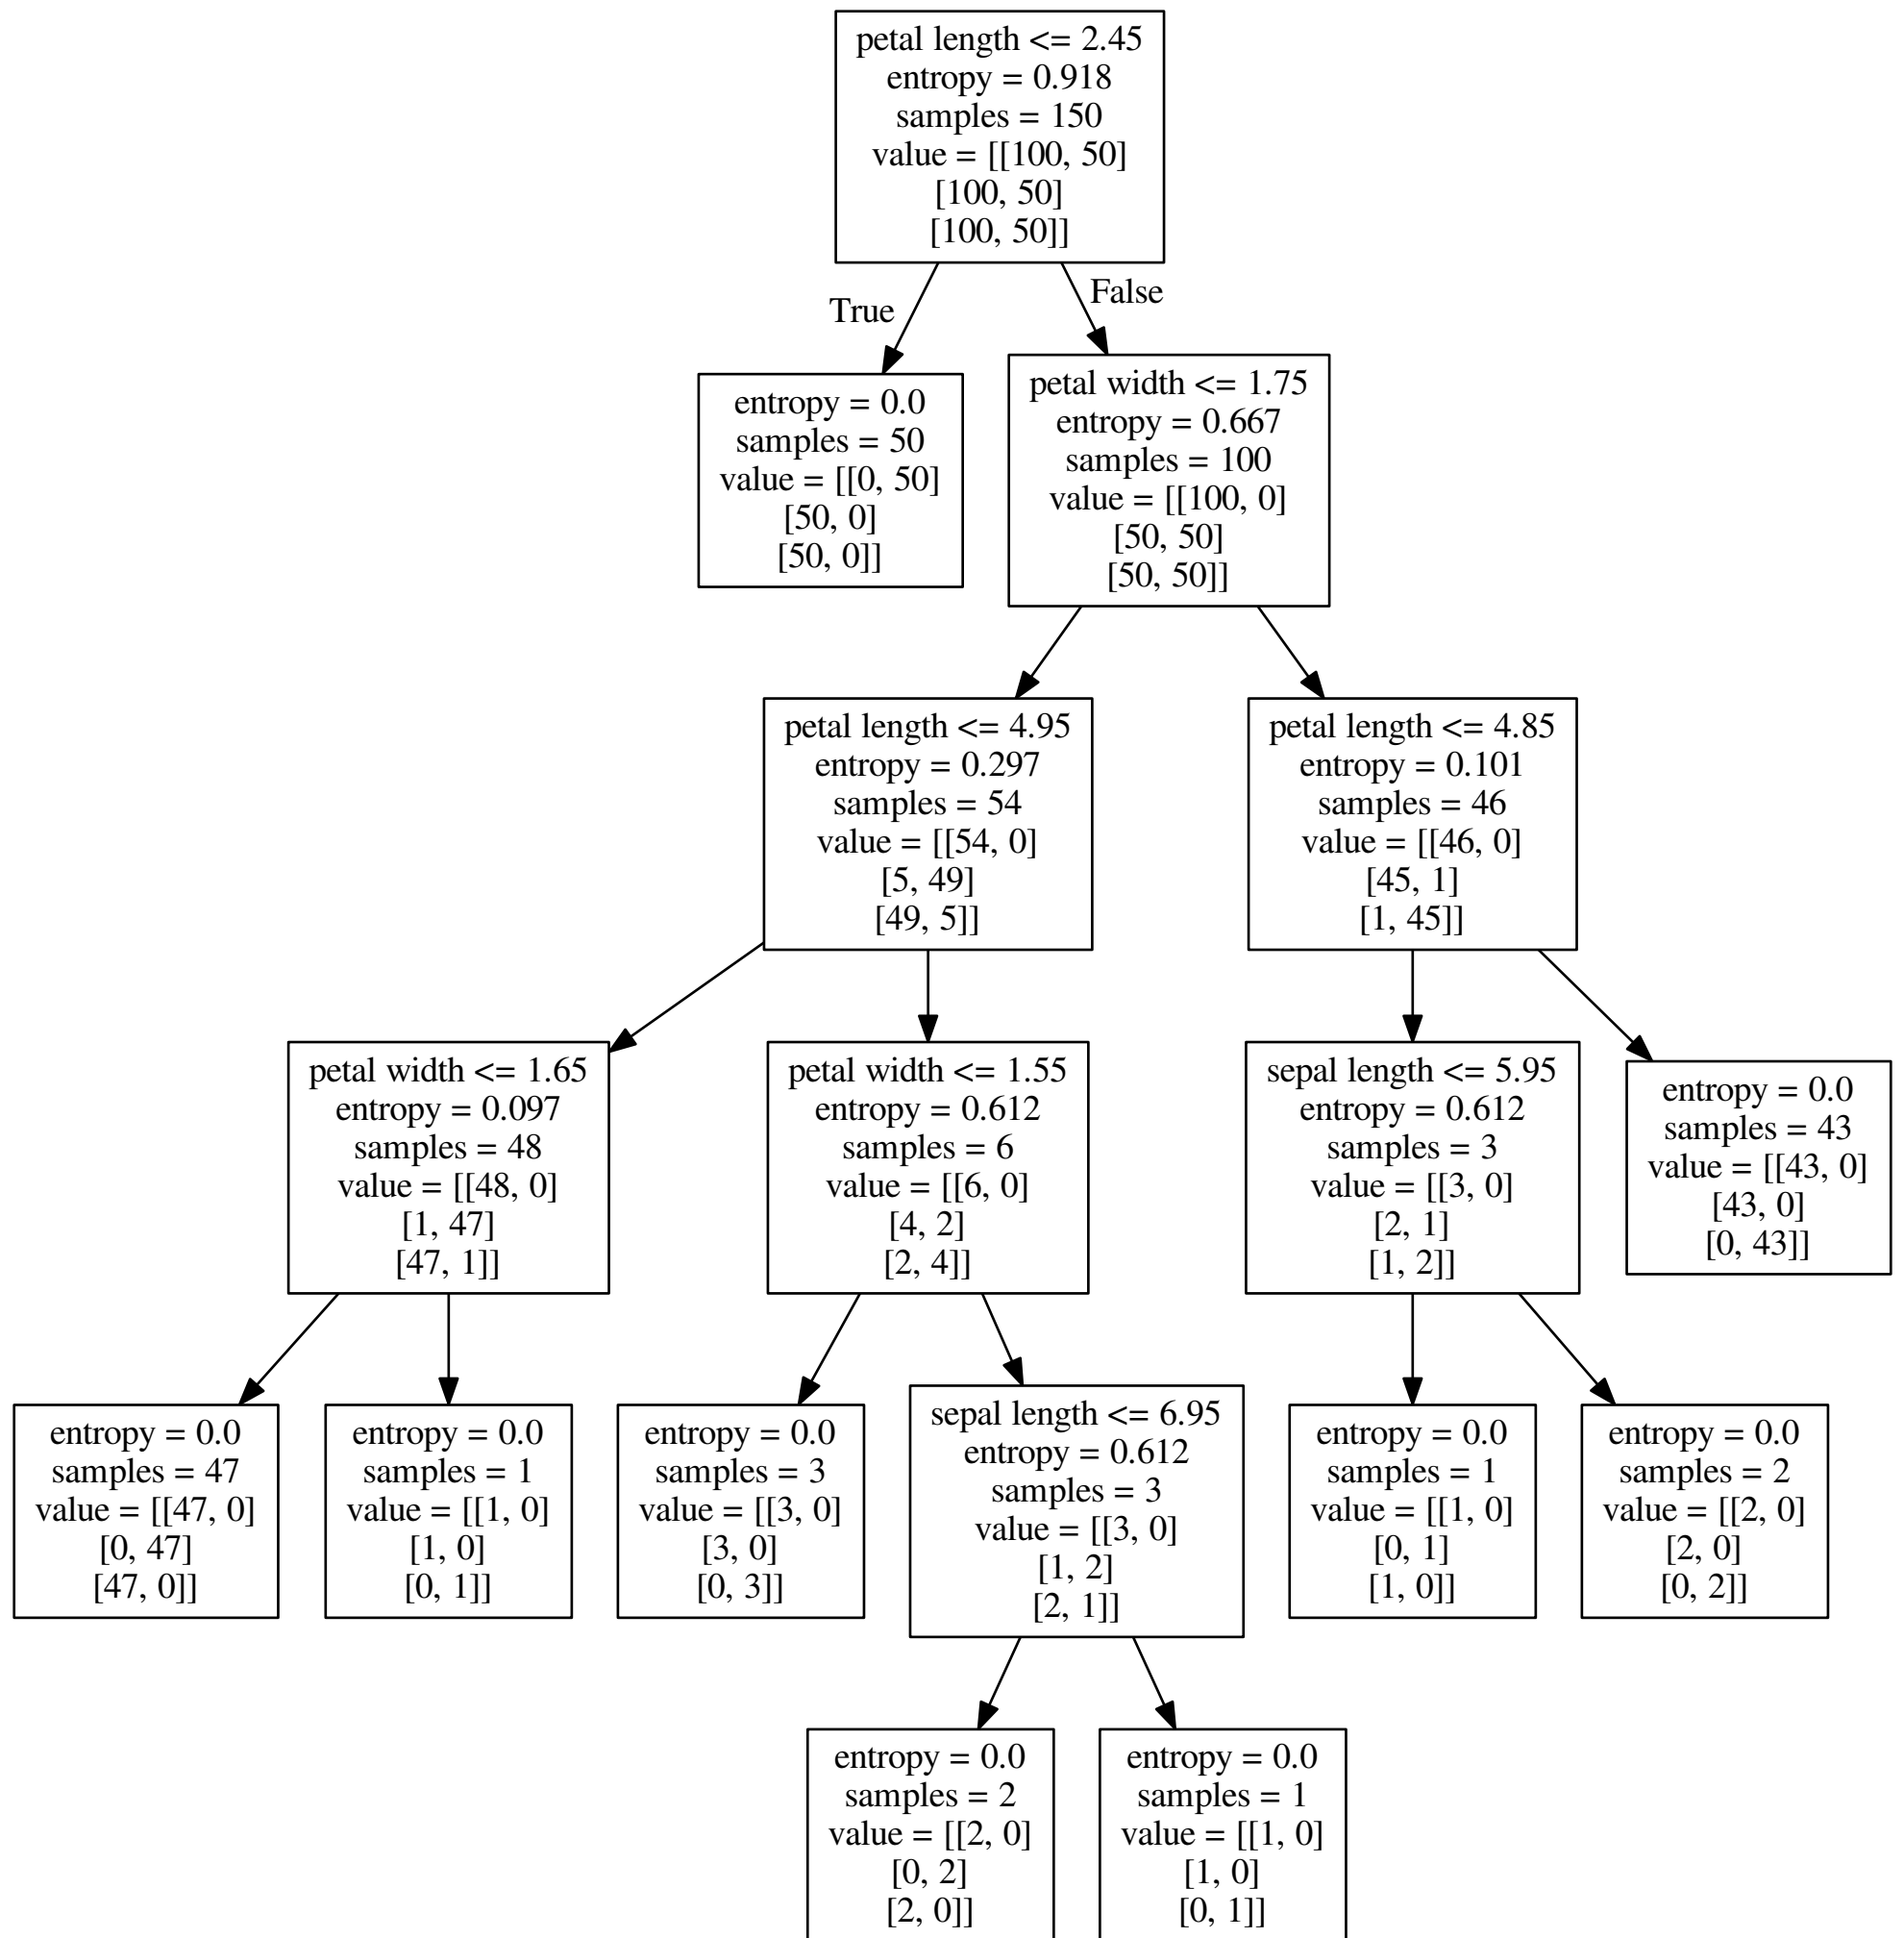 petal length <= 2.45
entropy = 0.918
samples = 150
value = [[100, 50]
[100, 50]
[100, 50]]
True
False
entropy = 0.0
samples = 50
value = [[0, 50]
[50, 0]
[50, 0]]
petal width <= 1.75
entropy = 0.667
samples = 100
value = [[100, 0]
[50, 50]
[50, 50]]
petal length <= 4.95
entropy = 0.297
samples = 54
value = [[54, 0]
[5, 49]
[49, 5]]
petal length <= 4.85
entropy = 0.101
samples = 46
value = [[46, 0]
[45, 1]
[1, 45]]
petal width <= 1.65
entropy = 0.097
samples = 48
value = [[48, 0]
[1, 47]
[47, 1]]
petal width <= 1.55
entropy = 0.612
samples = 6
value = [[6, 0]
[4, 2]
[2, 4]]
sepal length <= 5.95
entropy = 0.612
samples = 3
value = [[3, 0]
[2, 1]
[1, 2]]
entropy = 0.0
samples = 43
value = [[43, 0]
[43, 0]
[0, 43]]
entropy = 0.0
samples = 47
value = [[47, 0]
[0, 47]
[47, 0]]
entropy = 0.0
samples = 1
value = [[1, 0]
[1, 0]
[0, 1]]
entropy = 0.0
samples = 3
value = [[3, 0]
[3, 0]
[0, 3]]
sepal length <= 6.95
entropy = 0.612
samples = 3
value = [[3, 0]
[1, 2]
[2, 1]]
entropy = 0.0
samples = 1
value = [[1, 0]
[0, 1]
[1, 0]]
entropy = 0.0
samples = 2
value = [[2, 0]
[2, 0]
[0, 2]]
entropy = 0.0
samples = 2
value = [[2, 0]
[0, 2]
[2, 0]]
entropy = 0.0
samples = 1
value = [[1, 0]
[1, 0]
[0, 1]]